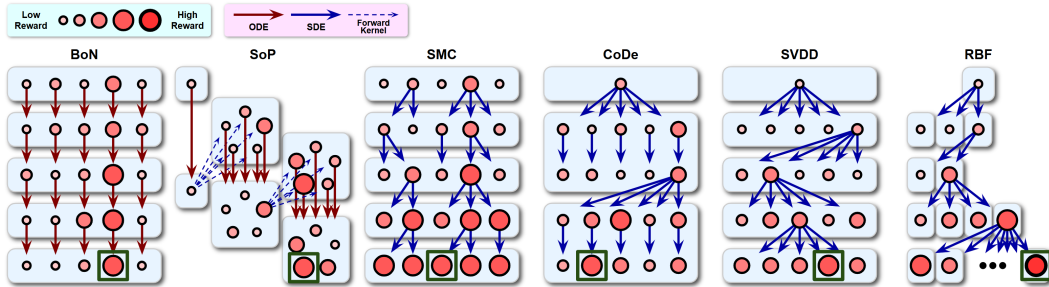 Low Reward
High Reward
ODE
SDE
Forward Kernel
BoN
SoP
SMC
CoDe
SVDD
RBF